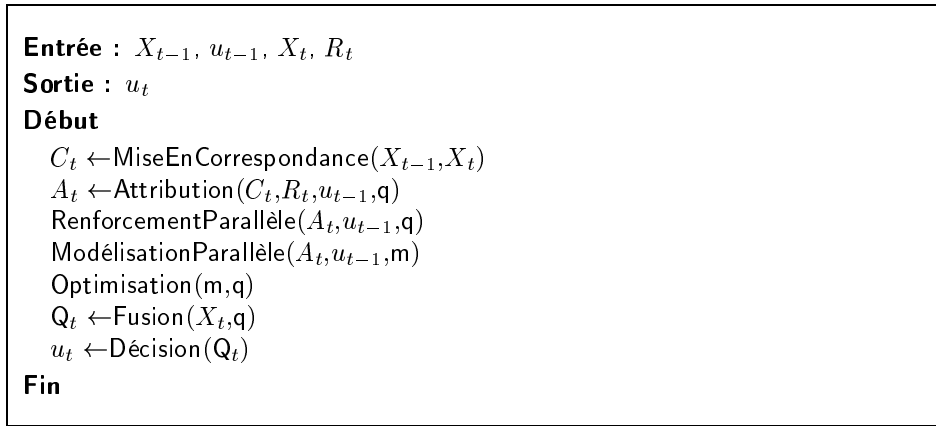 Entrée : X_{t−1}, u_{t−1}, X_t, R_t
Sortie : u_t
Début
C_t ←MiseEnCorrespondance(X_{t−1},X_t)
A_t ←Attribution(C_t,R_t,u_{t−1},q)
RenforcementParallèle(A_t,u_{t−1},q)
ModélisationParallèle(A_t,u_{t−1},m)
Optimisation(m,q)
Q_t ←Fusion(X_t,q)
u_t ←Décision(Q_t)
Fin